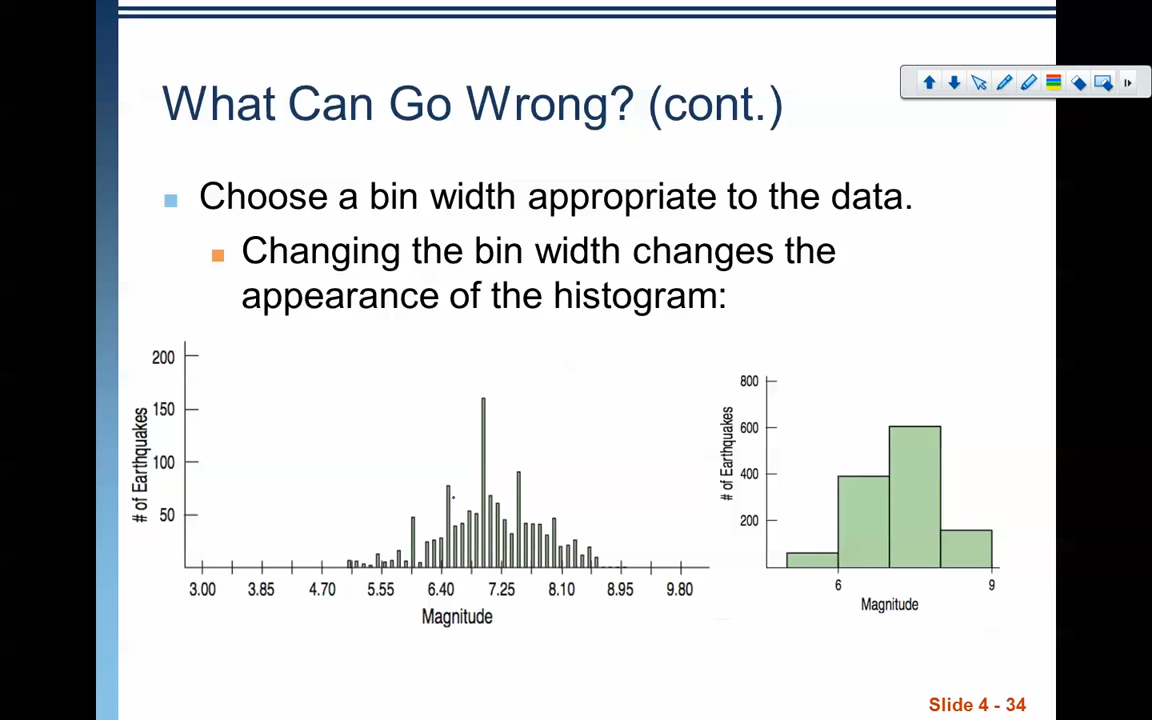 What Can Go Wrong? (cont.)
Choose a bin width appropriate to the data.
Changing the bin width changes the
appearance of the histogram:
# of Earthquakes
200
150
100
50
3.00 3.85 4.70 5.55 6.40 7.25 8.10 8.95 9.80
Magnitude
# of Earthquakes
800
600
400
200
6 9
Magnitude
Slide 4 - 34